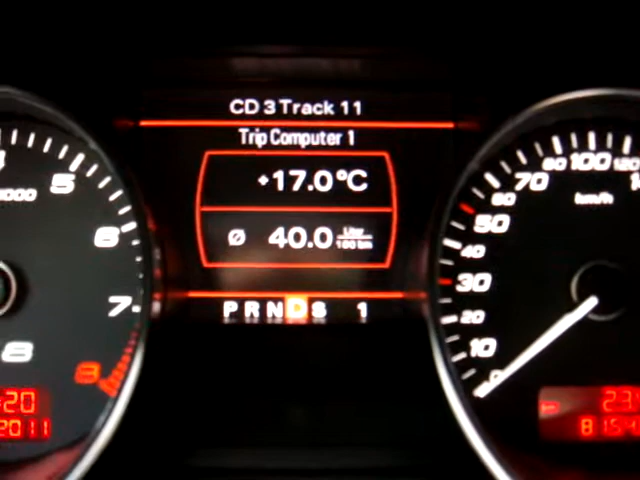 CD 3 Track 11
Trip Computer 1
+17.0°C
Ø 40.0 Liter/100 km
P R N D S 1
5
6
7
8
20
2011
0
10
20
30
40
50
60
70
80
100
120
km/h